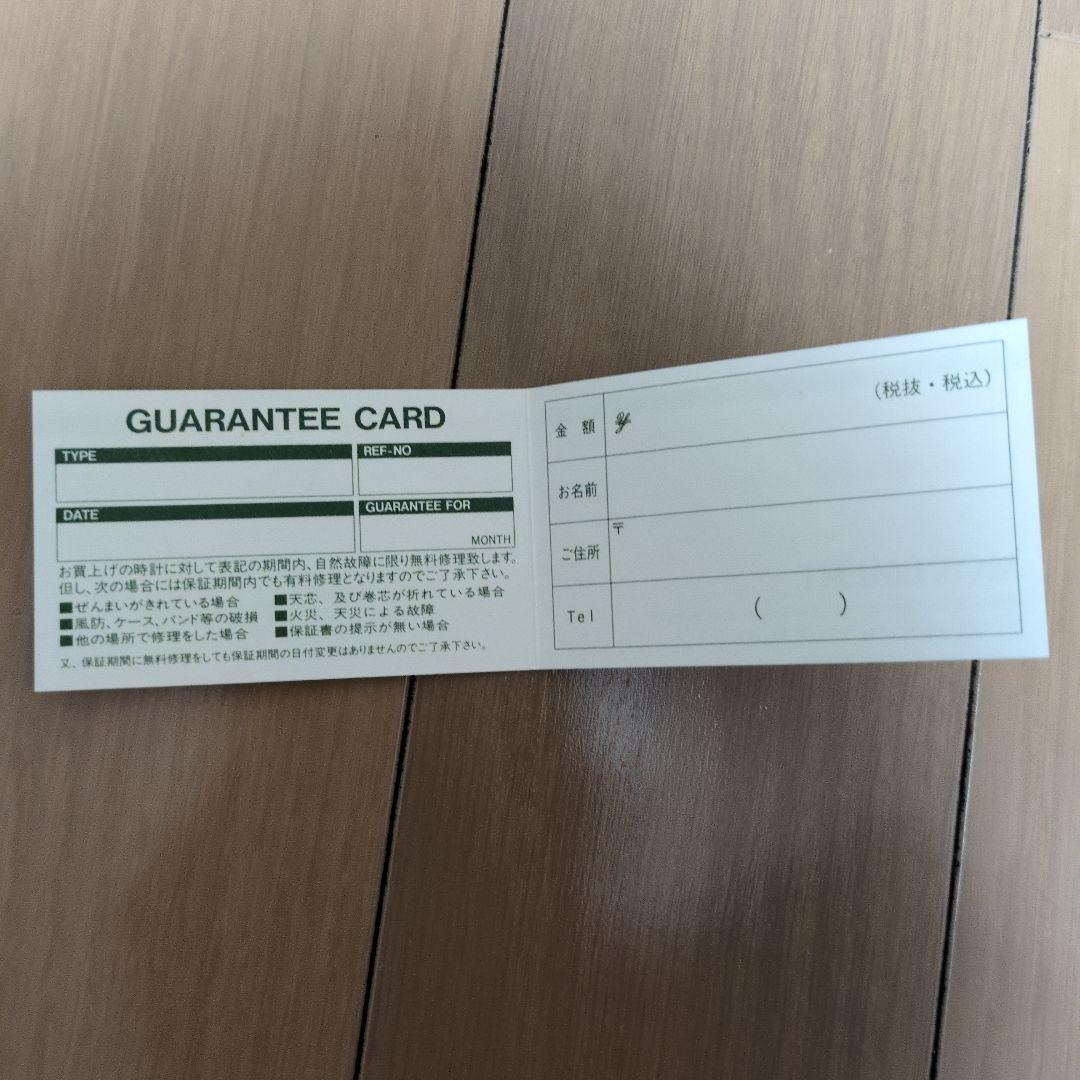 GUARANTEE CARD
TYPE
REF-NO
DATE
GUARANTEE FOR
MONTH
お買上げの時計に対して表記の期間内、自然故障に限り無料修理致します。
但し、次の場合には保証期間内でも有料修理となりますのでご了承下さい。
■ぜんまいがきれている場合
■風防、ケース、バンド等の破損
■他の場所で修理をした場合
■天芯、及び巻芯が折れている場合
■火災、天災による故障
■保証書の提示が無い場合
又、保証期間に無料修理をしても保証期間の日付変更はありませんのでご了承下さい。
金 額 ¥ (税抜・税込)
お名前
ご住所 〒
Tel ( )